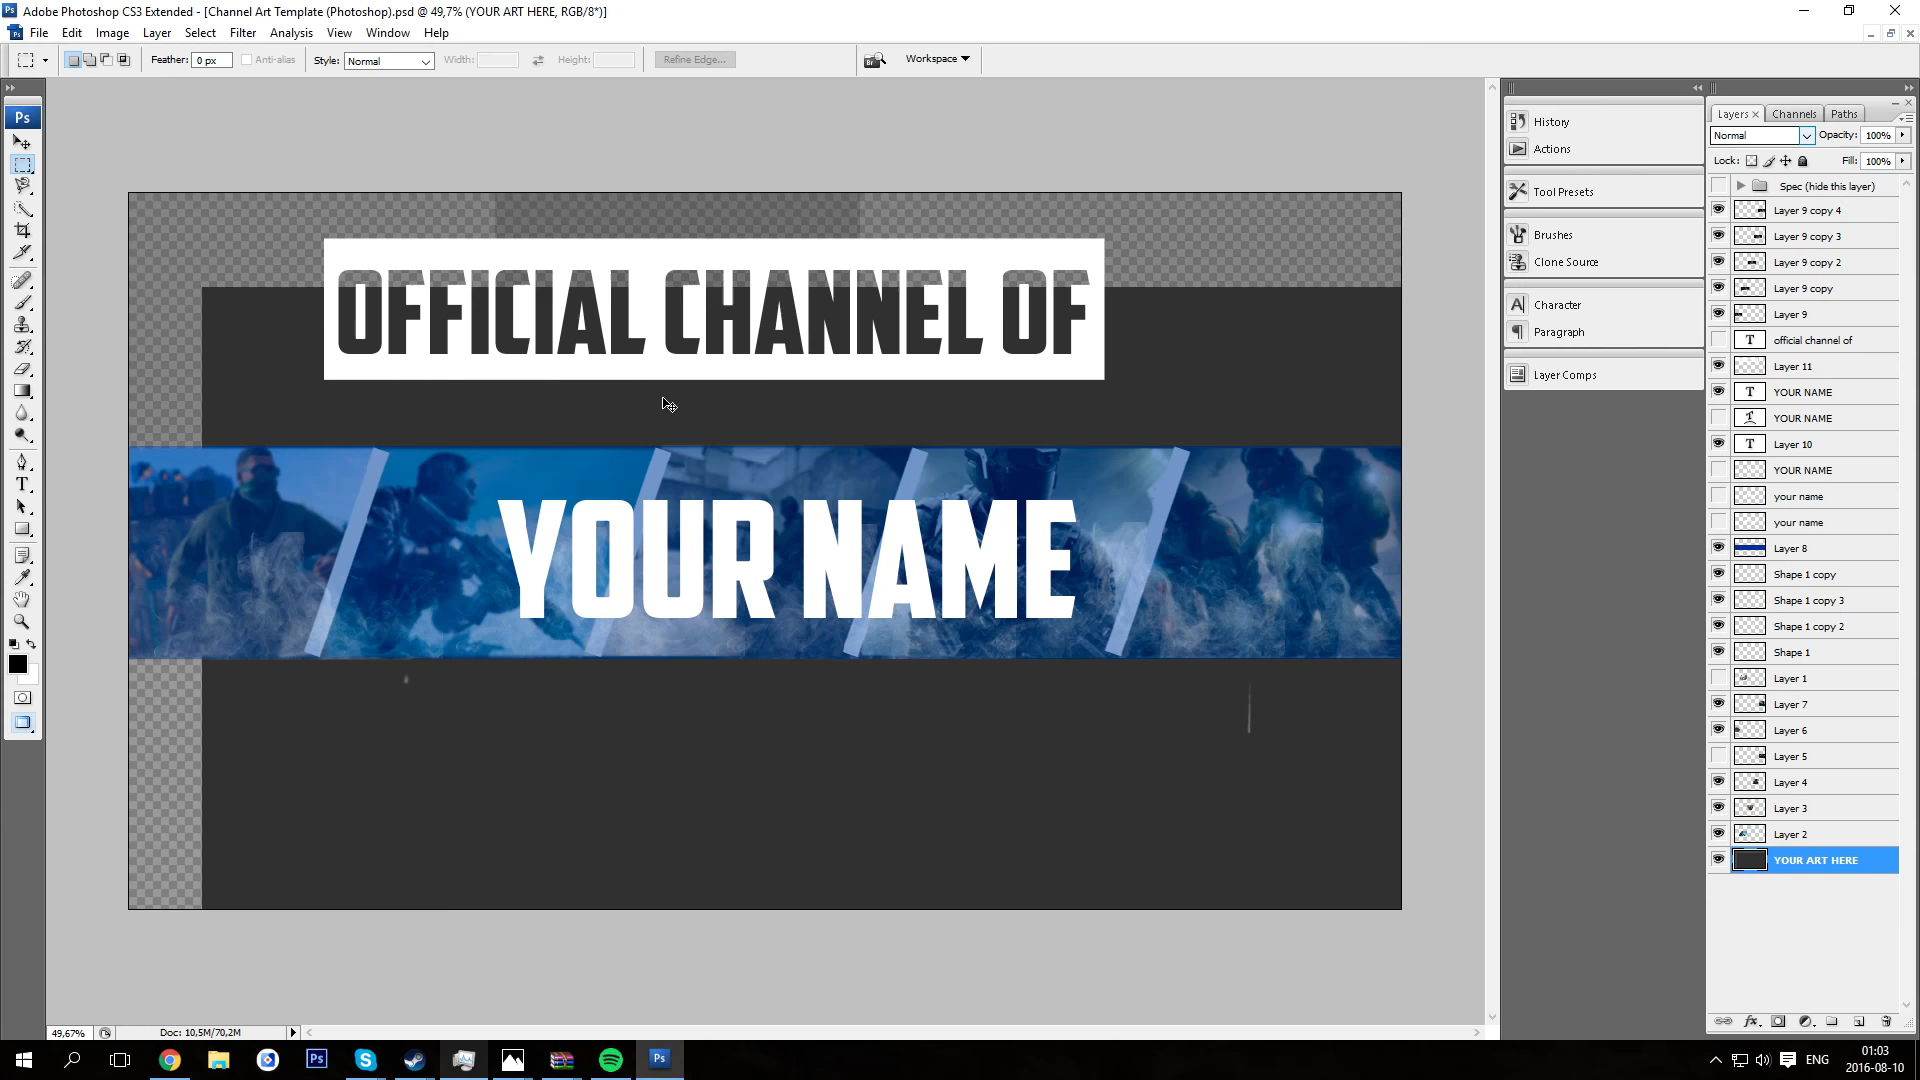 Adobe Photoshop CS3 Extended - [Channel Art Template (Photoshop).psd @ 49,7% (YOUR ART HERE, RGB/8*)]
File Edit Image Layer Select Filter Analysis View Window Help
Feather: 0 px Anti-alias Style: Normal Width: Height: Refine Edge... Br Workspace
Ps
History
Actions
Tool Presets
Brushes
Clone Source
Character
Paragraph
Layer Comps
Layers Channels Paths
Normal Opacity: 100%
Lock: Fill: 100%
Spec (hide this layer)
Layer 9 copy 4
Layer 9 copy 3
Layer 9 copy 2
Layer 9 copy
Layer 9
official channel of
Layer 11
YOUR NAME
YOUR NAME
Layer 10
YOUR NAME
your name
your name
Layer 8
Shape 1 copy
Shape 1 copy 3
Shape 1 copy 2
Shape 1
Layer 1
Layer 7
Layer 6
Layer 5
Layer 4
Layer 3
Layer 2
YOUR ART HERE
OFFICIAL CHANNEL OF
YOUR NAME
49,67% Doc: 10,5M/70,2M
ENG
01:03
2016-08-10